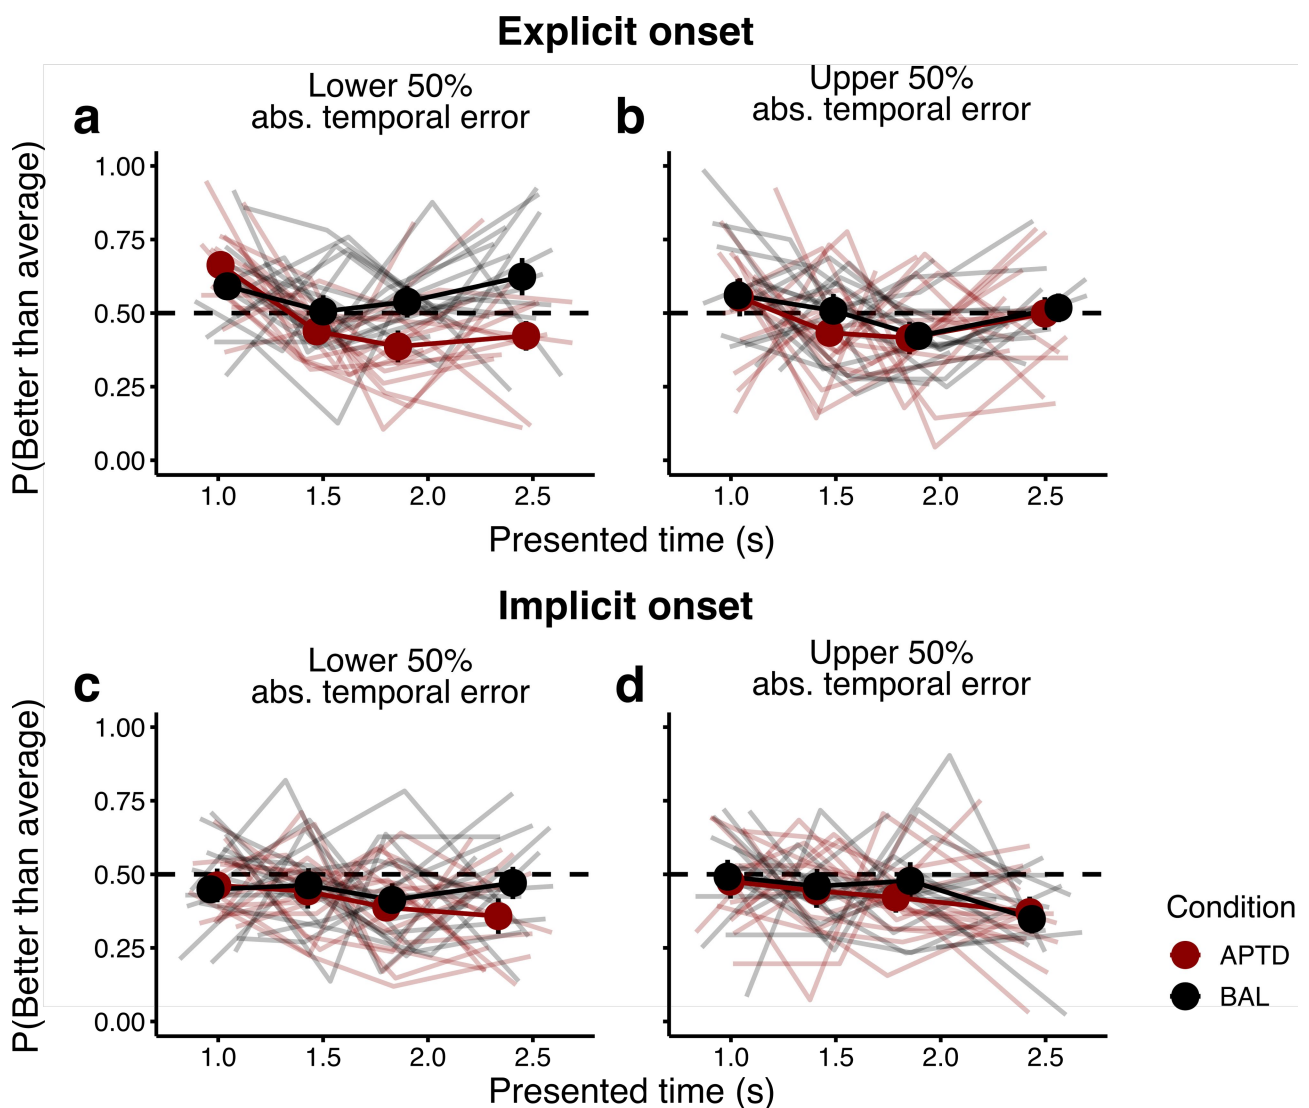 Explicit onset
a
Lower 50%
abs. temporal error
b
Upper 50%
abs. temporal error
P(Better than average)
1.00
0.75
0.50
0.25
0.00
1.0 1.5 2.0 2.5
1.0 1.5 2.0 2.5
Presented time (s)
Implicit onset
c
Lower 50%
abs. temporal error
d
Upper 50%
abs. temporal error
P(Better than average)
1.00
0.75
0.50
0.25
0.00
1.0 1.5 2.0 2.5
1.0 1.5 2.0 2.5
Presented time (s)
Condition
APTD
BAL